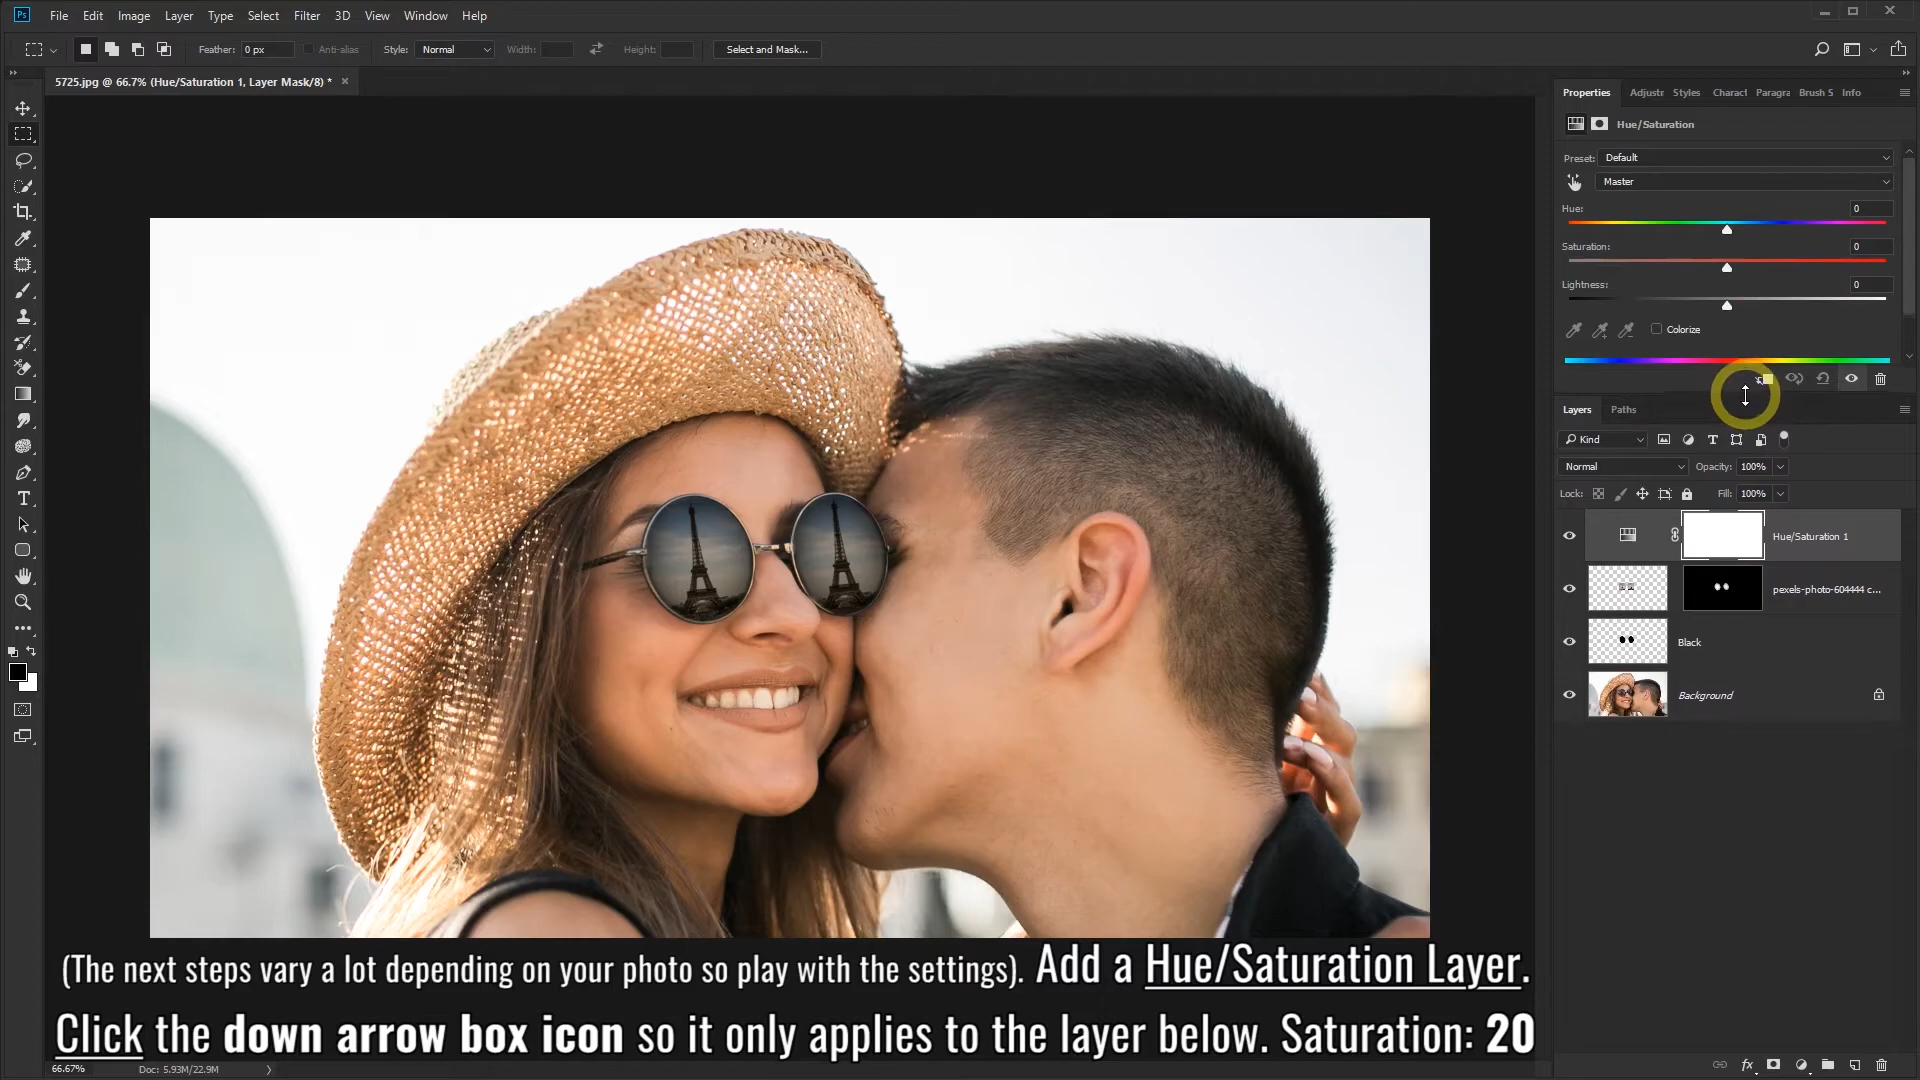 Ps File Edit Image Layer Type Select Filter 3D View Window Help
Feather: 0 px Anti-alias Style: Normal Width: Height: Select and Mask...
5725.jpg @ 66.7% (Hue/Saturation 1, Layer Mask/8) * ×
Properties Adjustr Styles Charact Paragra Brush S Info
Hue/Saturation
Preset: Default
Master
Hue: 0
Saturation: 0
Lightness: 0
Colorize
Layers Paths
Kind
Normal Opacity: 100%
Lock: Fill: 100%
Hue/Saturation 1
pexels-photo-604444 c...
Black
Background
(The next steps vary a lot depending on your photo so play with the settings). Add a Hue/Saturation Layer.
Click the down arrow box icon so it only applies to the layer below. Saturation: 20
66.67% Doc: 5.93M/22.9M